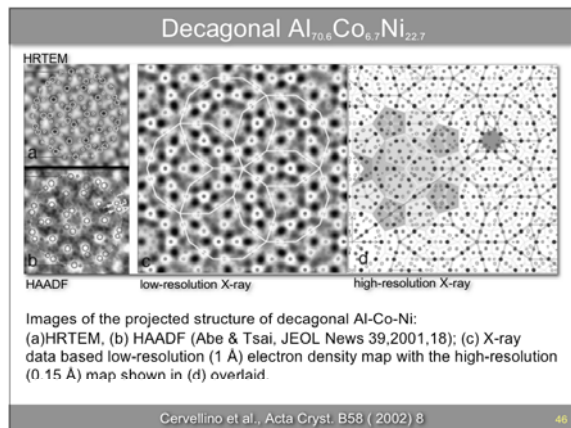 Decagonal Al70.6Co6.7Ni22.7
HRTEM
a
b
c
d
HAADF
low-resolution X-ray
high-resolution X-ray
Images of the projected structure of decagonal Al-Co-Ni:
(a)HRTEM, (b) HAADF (Abe & Tsai, JEOL News 39,2001,18); (c) X-ray
data based low-resolution (1 Å) electron density map with the high-resolution
(0.15 Å) map shown in (d) overlaid.
Cervellino et al., Acta Cryst. B58 ( 2002) 8
46